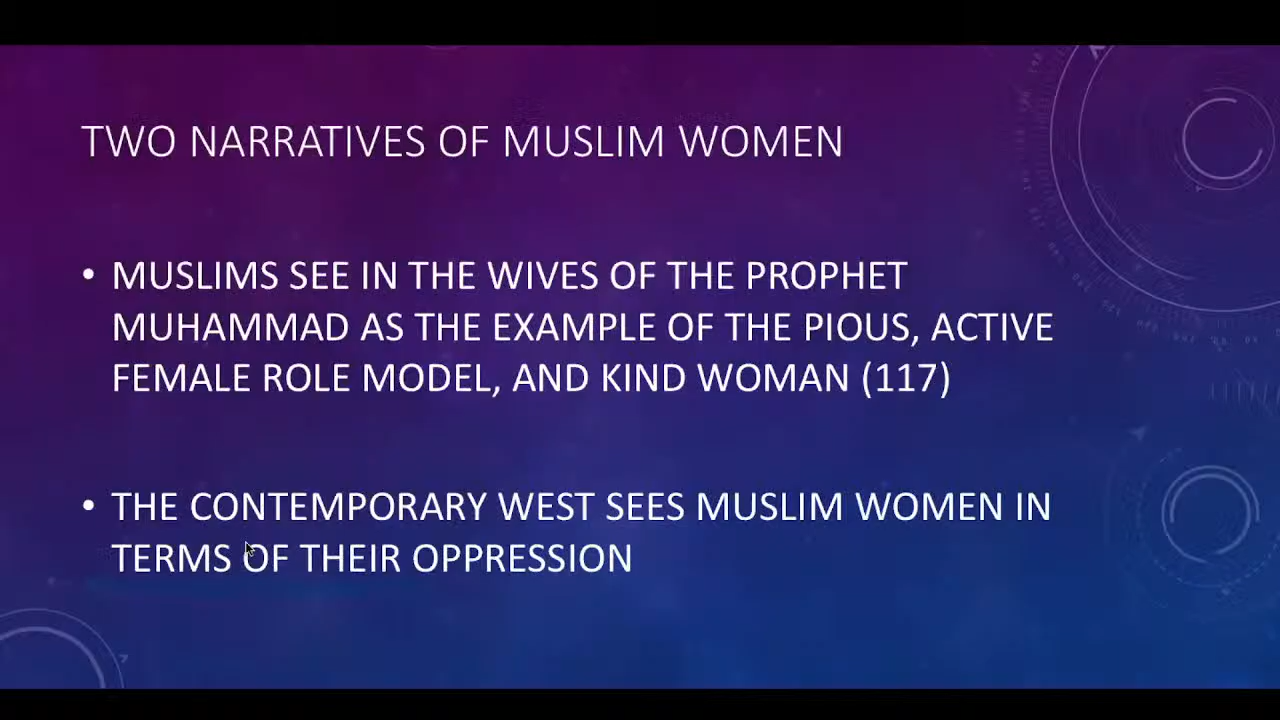 TWO NARRATIVES OF MUSLIM WOMEN
• MUSLIMS SEE IN THE WIVES OF THE PROPHET
MUHAMMAD AS THE EXAMPLE OF THE PIOUS, ACTIVE
FEMALE ROLE MODEL, AND KIND WOMAN (117)
• THE CONTEMPORARY WEST SEES MUSLIM WOMEN IN
TERMS OF THEIR OPPRESSION